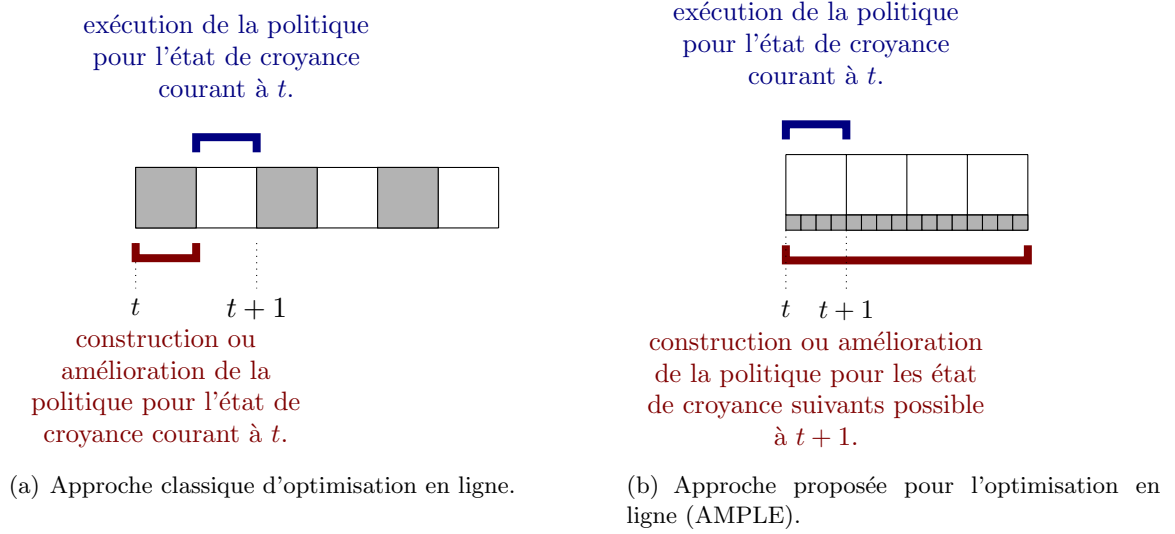 exécution de la politique
pour l'état de croyance
courant à t.
t
t + 1
construction ou
amélioration de la
politique pour l'état de
croyance courant à t.
(a) Approche classique d'optimisation en ligne.
exécution de la politique
pour l'état de croyance
courant à t.
t
t + 1
construction ou amélioration
de la politique pour les état
de croyance suivants possible
à t + 1.
(b) Approche proposée pour l'optimisation en
ligne (AMPLE).